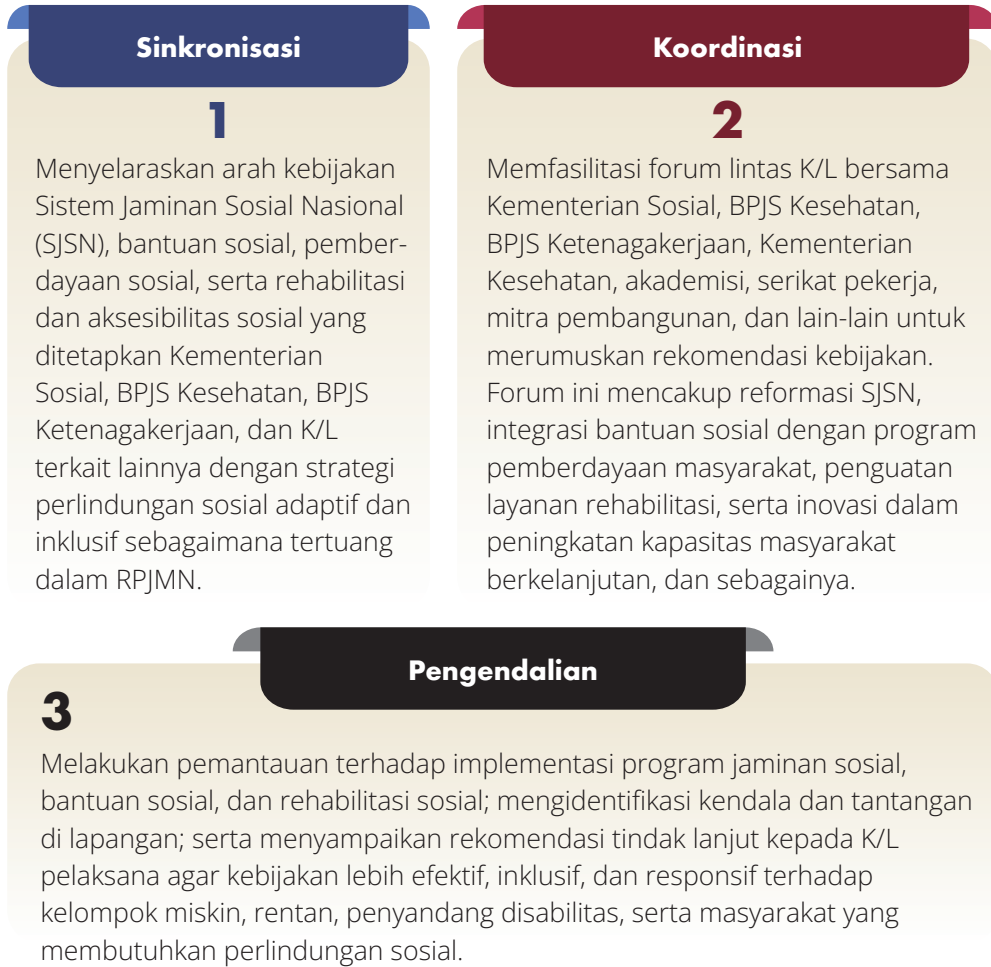 Sinkronisasi
1
Menyelaraskan arah kebijakan
Sistem Jaminan Sosial Nasional
(SJSN), bantuan sosial, pember-
dayaan sosial, serta rehabilitasi
dan aksesibilitas sosial yang
ditetapkan Kementerian
Sosial, BPJS Kesehatan, BPJS
Ketenagakerjaan, dan K/L
terkait lainnya dengan strategi
perlindungan sosial adaptif dan
inklusif sebagaimana tertuang
dalam RPJMN.
Koordinasi
2
Memfasilitasi forum lintas K/L bersama
Kementerian Sosial, BPJS Kesehatan,
BPJS Ketenagakerjaan, Kementerian
Kesehatan, akademisi, serikat pekerja,
mitra pembangunan, dan lain-lain untuk
merumuskan rekomendasi kebijakan.
Forum ini mencakup reformasi SJSN,
integrasi bantuan sosial dengan program
pemberdayaan masyarakat, penguatan
layanan rehabilitasi, serta inovasi dalam
peningkatan kapasitas masyarakat
berkelanjutan, dan sebagainya.
Pengendalian
3
Melakukan pemantauan terhadap implementasi program jaminan sosial,
bantuan sosial, dan rehabilitasi sosial; mengidentifikasi kendala dan tantangan
di lapangan; serta menyampaikan rekomendasi tindak lanjut kepada K/L
pelaksana agar kebijakan lebih efektif, inklusif, dan responsif terhadap
kelompok miskin, rentan, penyandang disabilitas, serta masyarakat yang
membutuhkan perlindungan sosial.